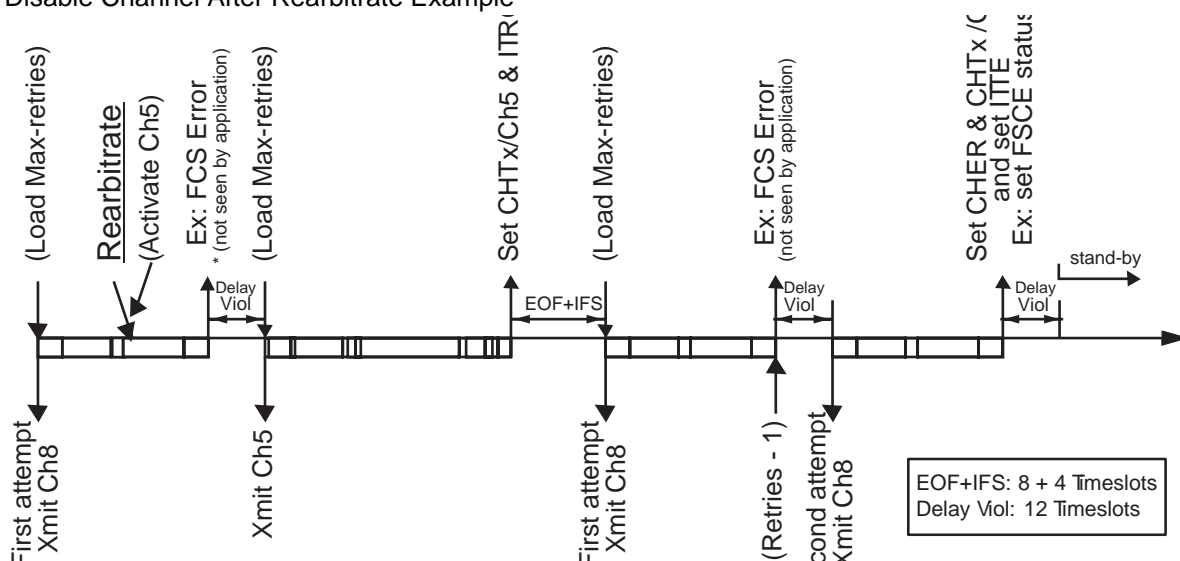 Disable Channel After Rearbitrate Example
(Load Max-retries)
Rearbitrate
(Activate Ch5)
Ex: FCS Error
* (not seen by application)
(Load Max-retries)
Set CHTx/Ch5 & ITR
(Load Max-retries)
Ex: FCS Error
(not seen by application)
Set CHER & CHTx /
and set ITTE
Ex: set FSCE status
stand-by
Delay
Viol
EOF+IFS
Delay
Viol
Delay
Viol
First attempt
Xmit Ch8
Xmit Ch5
First attempt
Xmit Ch8
(Retries - 1)
cond attempt
Xmit Ch8
EOF+IFS: 8 + 4 Timeslots
Delay Viol: 12 Timeslots